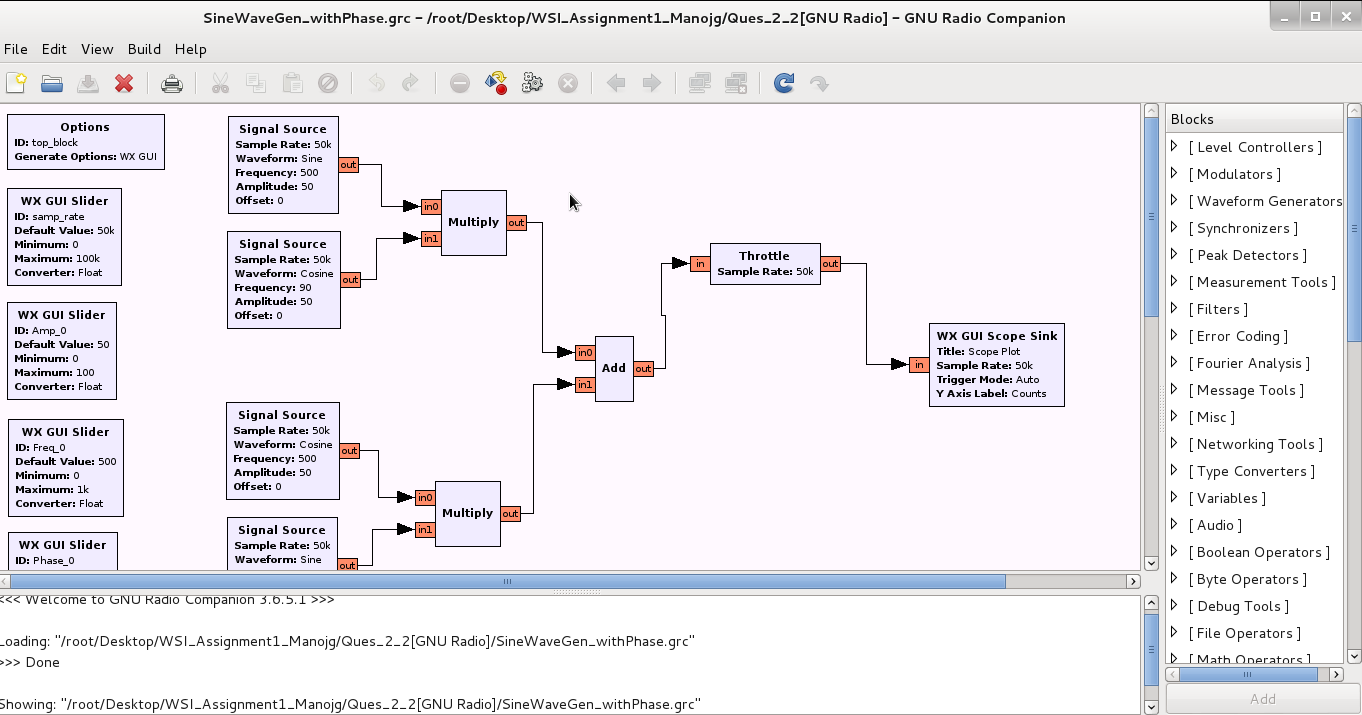 SineWaveGen_withPhase.grc – /root/Desktop/WSI_Assignment1_Manojg/Ques_2_2[GNU Radio] – GNU Radio Companion
File Edit View Build Help
Options
ID: top_block
Generate Options: WX GUI
WX GUI Slider
ID: samp_rate
Default Value: 50k
Minimum: 0
Maximum: 100k
Converter: Float
WX GUI Slider
ID: Amp_0
Default Value: 50
Minimum: 0
Maximum: 100
Converter: Float
WX GUI Slider
ID: Freq_0
Default Value: 500
Minimum: 0
Maximum: 1k
Converter: Float
WX GUI Slider
ID: Phase_0
Signal Source
Sample Rate: 50k
Waveform: Sine
Frequency: 500
Amplitude: 50
Offset: 0
out
Signal Source
Sample Rate: 50k
Waveform: Cosine
Frequency: 90
Amplitude: 50
Offset: 0
out
Signal Source
Sample Rate: 50k
Waveform: Cosine
Frequency: 500
Amplitude: 50
Offset: 0
out
Signal Source
Sample Rate: 50k
Waveform: Sine
out
in0
in1
Multiply
out
in0
in1
Multiply
out
in0
in1
Add
out
in
Throttle
Sample Rate: 50k
out
in
WX GUI Scope Sink
Title: Scope Plot
Sample Rate: 50k
Trigger Mode: Auto
Y Axis Label: Counts
Blocks
[ Level Controllers ]
[ Modulators ]
[ Waveform Generators
[ Synchronizers ]
[ Peak Detectors ]
[ Measurement Tools ]
[ Filters ]
[ Error Coding ]
[ Fourier Analysis ]
[ Message Tools ]
[ Misc ]
[ Networking Tools ]
[ Type Converters ]
[ Variables ]
[ Audio ]
[ Boolean Operators ]
[ Byte Operators ]
[ Debug Tools ]
[ File Operators ]
[ Math Operators ]
Add
<<< Welcome to GNU Radio Companion 3.6.5.1 >>>
Loading: "/root/Desktop/WSI_Assignment1_Manojg/Ques_2_2[GNU Radio]/SineWaveGen_withPhase.grc"
>>> Done
Showing: "/root/Desktop/WSI_Assignment1_Manojg/Ques_2_2[GNU Radio]/SineWaveGen_withPhase.grc"